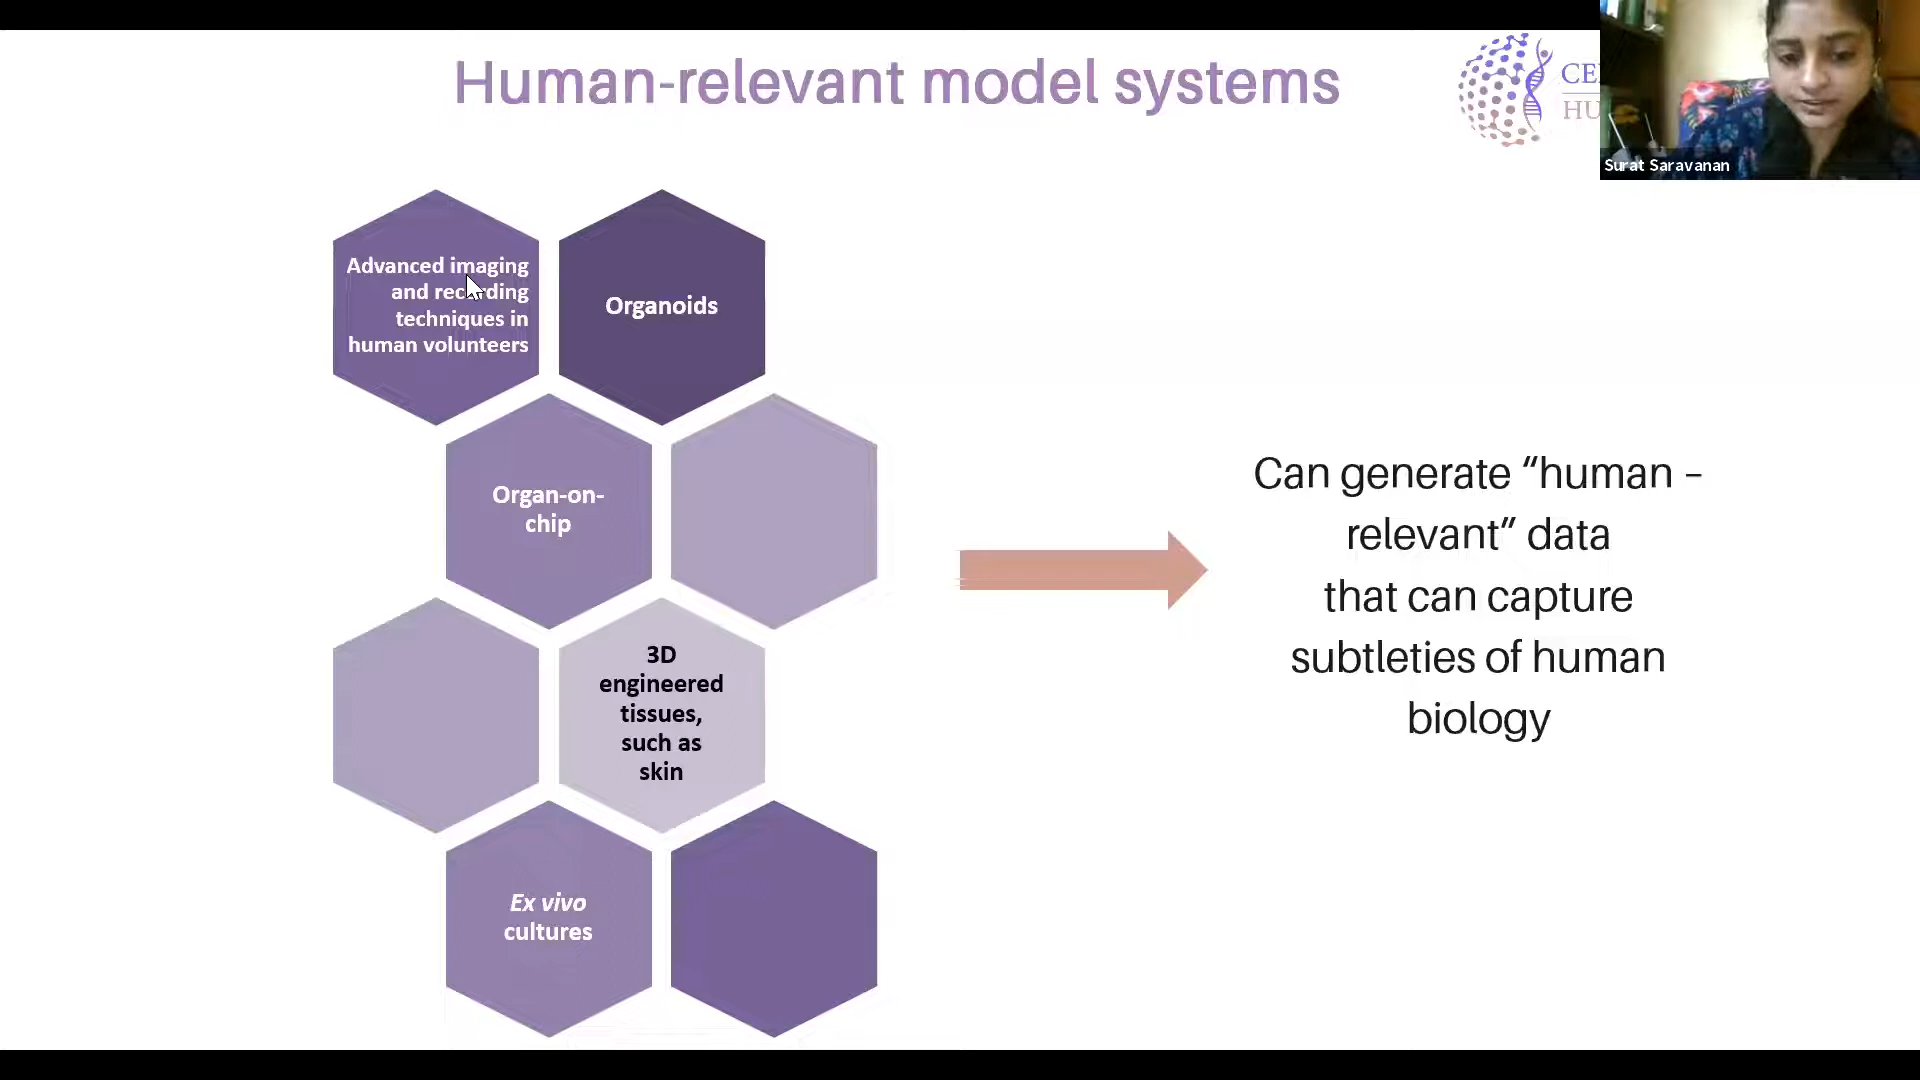 Human-relevant model systems
Surat Saravanan
Advanced imaging
and recording
techniques in
human volunteers
Organoids
Organ-on-
chip
3D
engineered
tissues,
such as
skin
Ex vivo
cultures
Can generate “human –
relevant” data
that can capture
subtleties of human
biology